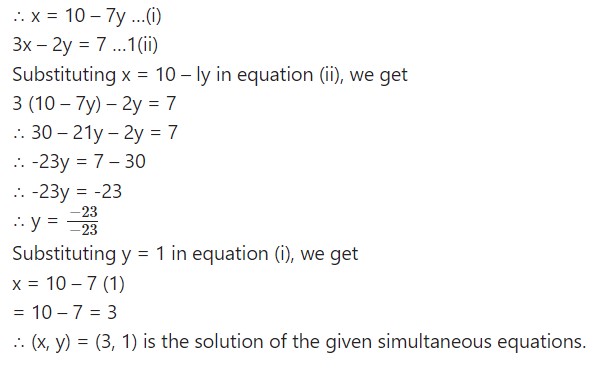 ∴ x = 10 – 7y …(i)
3x – 2y = 7 …1(ii)
Substituting x = 10 – ly in equation (ii), we get
3 (10 – 7y) – 2y = 7
∴ 30 – 21y – 2y = 7
∴ -23y = 7 – 30
∴ -23y = -23
∴ y = −23/−23
Substituting y = 1 in equation (i), we get
x = 10 – 7 (1)
= 10 – 7 = 3
∴ (x, y) = (3, 1) is the solution of the given simultaneous equations.